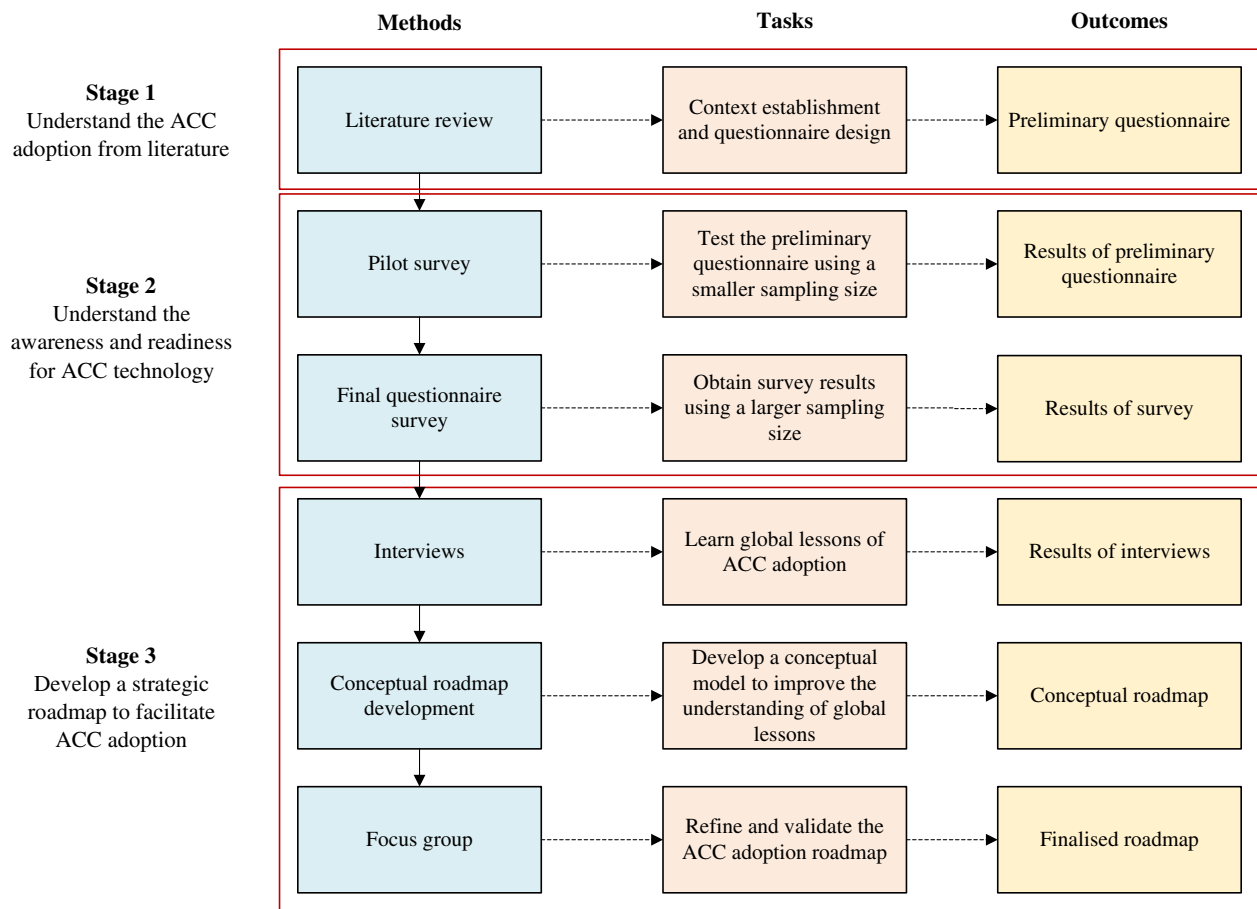 Methods
Tasks
Outcomes
Stage 1
Understand the ACC
adoption from literature
Literature review
Context establishment
and questionnaire design
Preliminary questionnaire
Stage 2
Understand the
awareness and readiness
for ACC technology
Pilot survey
Test the preliminary
questionnaire using a
smaller sampling size
Results of preliminary
questionnaire
Final questionnaire
survey
Obtain survey results
using a larger sampling
size
Results of survey
Stage 3
Develop a strategic
roadmap to facilitate
ACC adoption
Interviews
Learn global lessons of
ACC adoption
Results of interviews
Conceptual roadmap
development
Develop a conceptual
model to improve the
understanding of global
lessons
Conceptual roadmap
Focus group
Refine and validate the
ACC adoption roadmap
Finalised roadmap